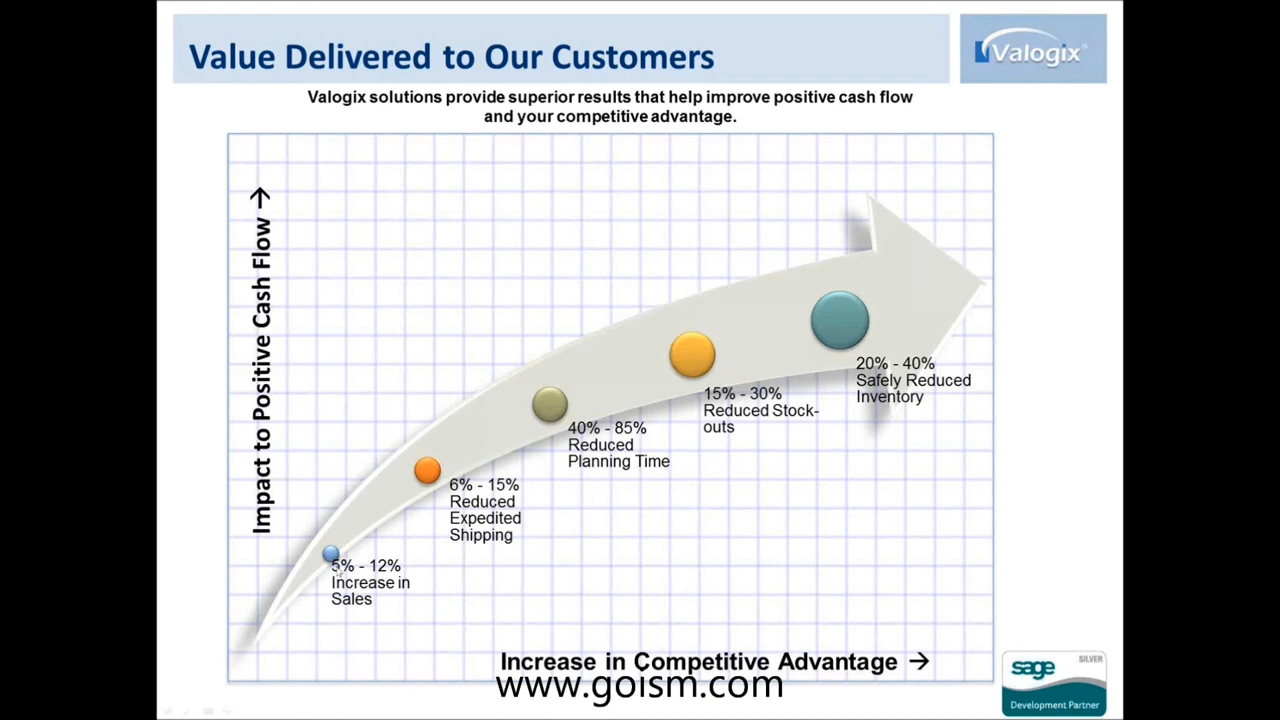 Value Delivered to Our Customers
Valogix®
Valogix solutions provide superior results that help improve positive cash flow
and your competitive advantage.
Impact to Positive Cash Flow →
20% - 40%
Safely Reduced
Inventory
15% - 30%
Reduced Stock-
outs
40% - 85%
Reduced
Planning Time
6% - 15%
Reduced
Expedited
Shipping
5% - 12%
Increase in
Sales
Increase in Competitive Advantage →
www.goism.com
sage
SILVER
Development Partner